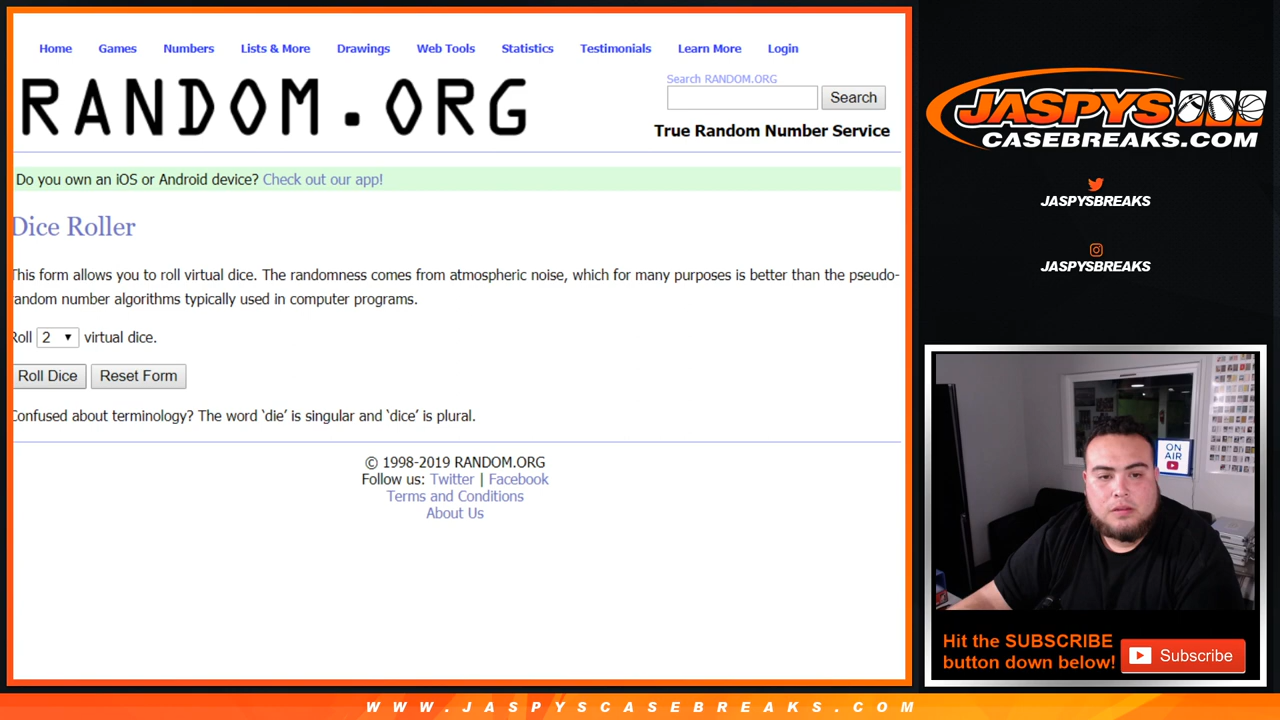 Home Games Numbers Lists & More Drawings Web Tools Statistics Testimonials Learn More Login
RANDOM.ORG
Search RANDOM.ORG
Search
True Random Number Service
Do you own an iOS or Android device? Check out our app!
Dice Roller
This form allows you to roll virtual dice. The randomness comes from atmospheric noise, which for many purposes is better than the pseudo-
random number algorithms typically used in computer programs.
Roll 2 virtual dice.
Roll Dice Reset Form
Confused about terminology? The word ‘die’ is singular and ‘dice’ is plural.
© 1998-2019 RANDOM.ORG
Follow us: Twitter | Facebook
Terms and Conditions
About Us
JASPYS
CASEBREAKS.COM
JASPYSBREAKS
JASPYSBREAKS
ON
AIR
Hit the SUBSCRIBE
button down below!
Subscribe
WWW.JASPYSCASEBREAKS.COM